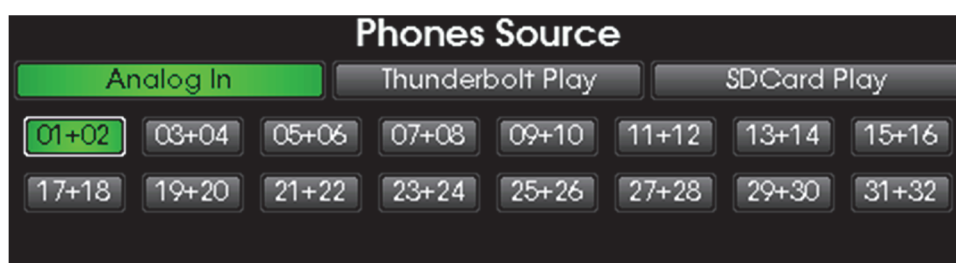 Phones Source
Analog In Thunderbolt Play SDCard Play
01+02 03+04 05+06 07+08 09+10 11+12 13+14 15+16
17+18 19+20 21+22 23+24 25+26 27+28 29+30 31+32